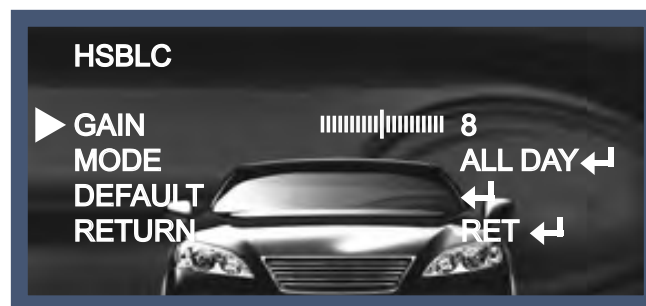 HSBLC
GAIN 8
MODE ALL DAY
DEFAULT
RETURN RET